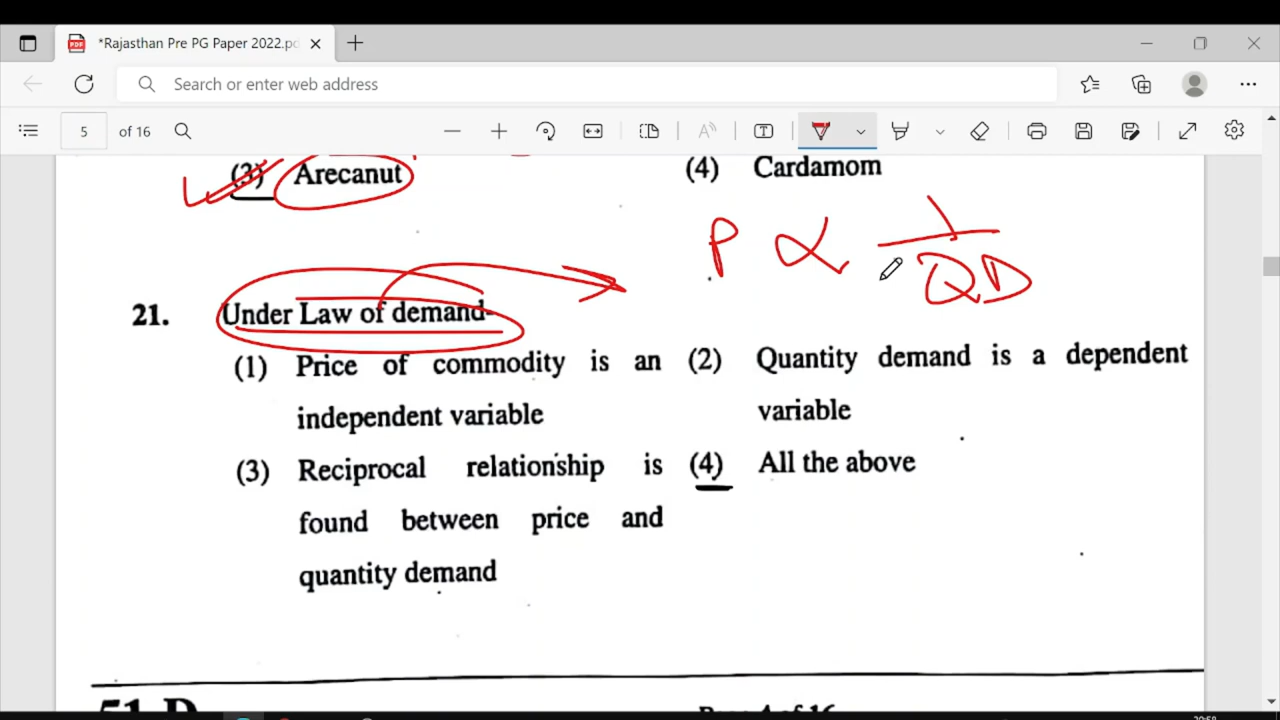 *Rajasthan Pre PG Paper 2022.pd
Search or enter web address
5 of 16
(3) Arecanut (4) Cardamom
P ∝ 1
QD
21. Under Law of demand-
(1) Price of commodity is an (2) Quantity demand is a dependent
independent variable variable
(3) Reciprocal relationship is (4) All the above
found between price and
quantity demand